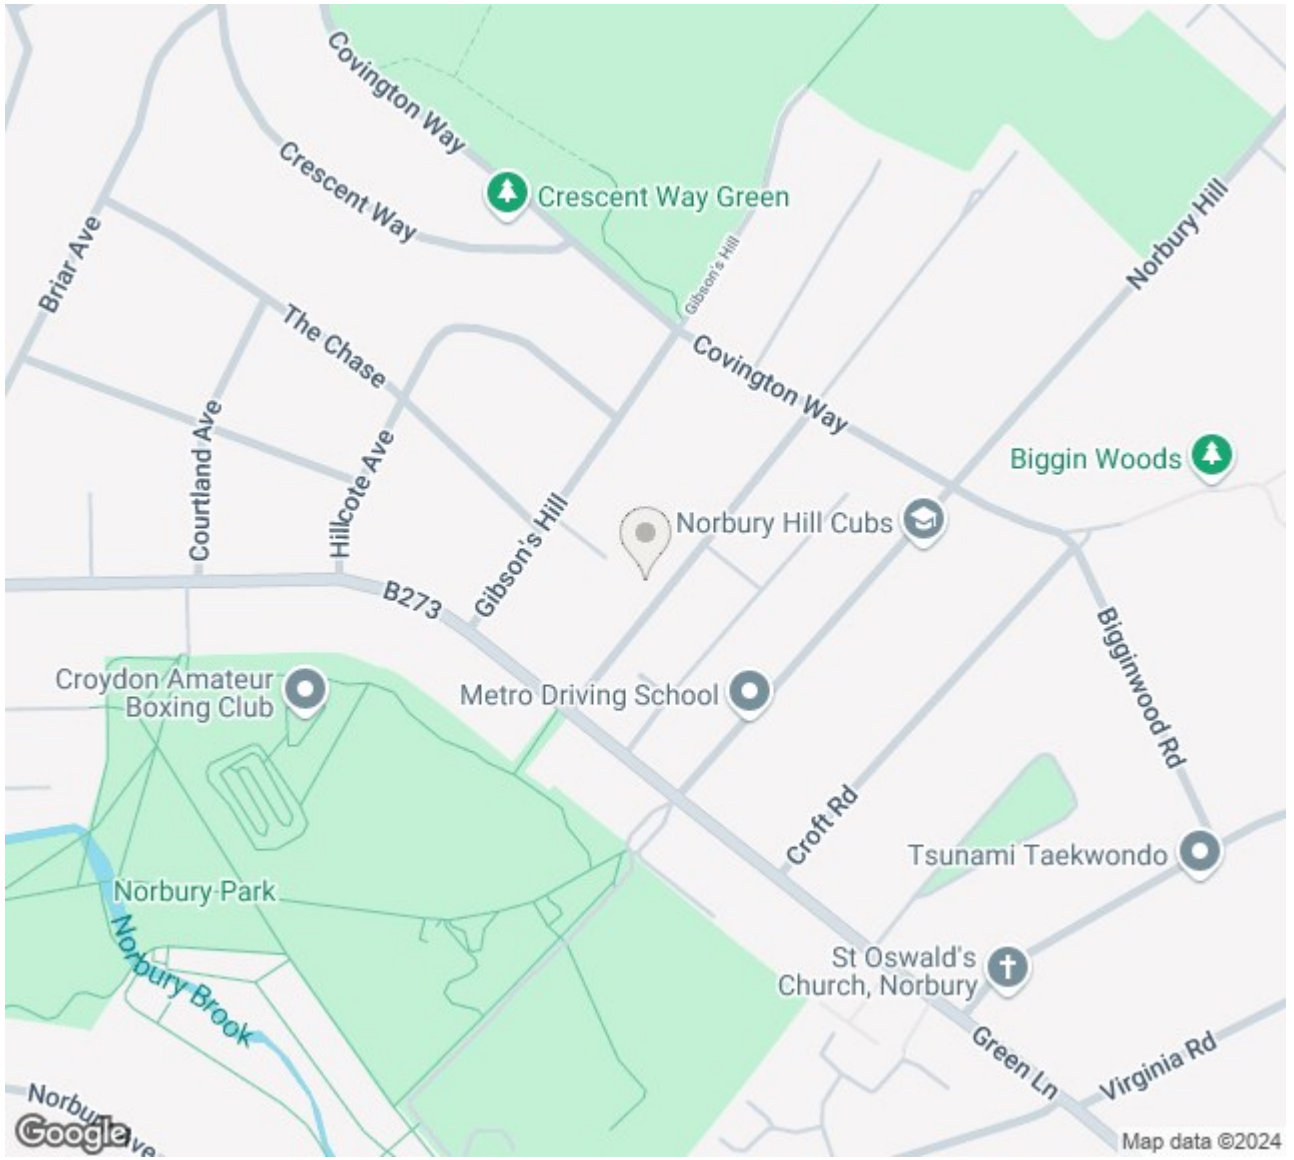 Covington Way
Crescent Way
Crescent Way Green
Norbury Hill
Briar Ave
Gibson's Hill
The Chase
Covington Way
Courtland Ave
Hillcote Ave
Biggin Woods
Gibson's Hill
Norbury Hill Cubs
B273
Bigginwood Rd
Croydon Amateur
Boxing Club
Metro Driving School
Croft Rd
Tsunami Taekwondo
Norbury Park
Norbury Brook
St Oswald's
Church, Norbury
Green Ln
Virginia Rd
Norbury Ave
Google
Map data ©2024